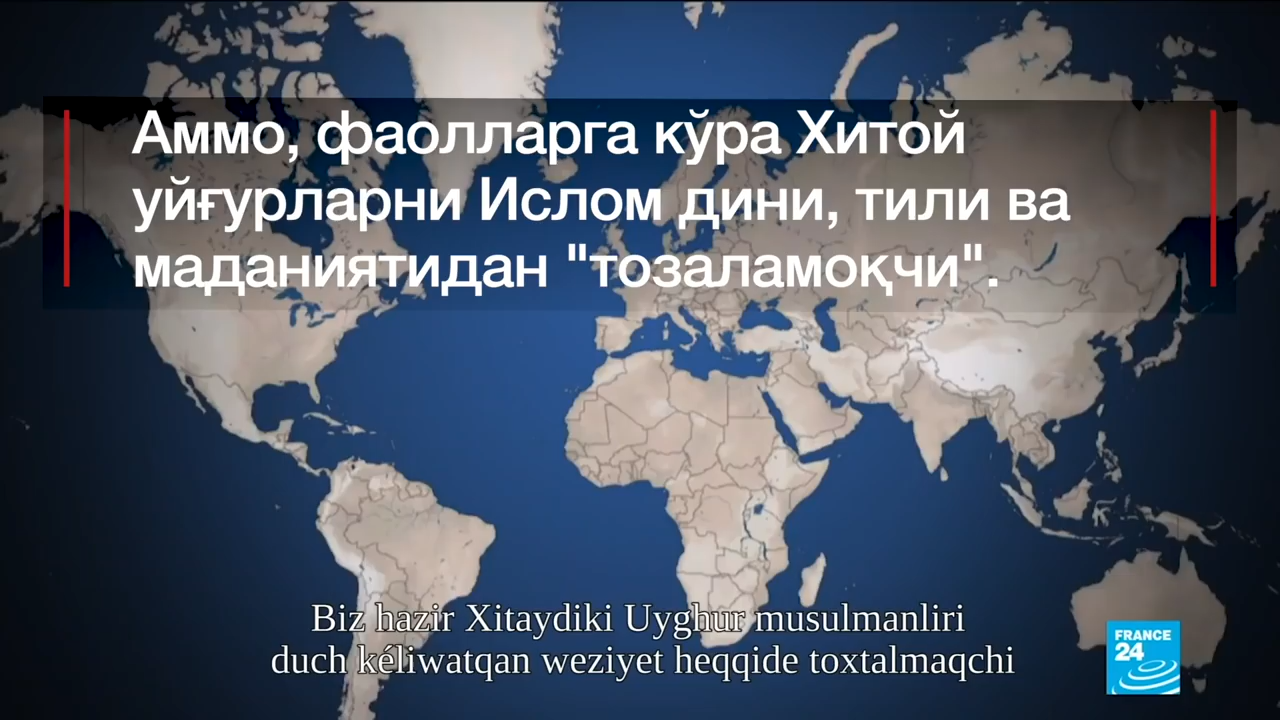 Аммо, фаолларга кўра Хитой
уйғурларни Ислом дини, тили ва
маданиятидан "тозаламоқчи".
Biz hazir Xitaydiki Uyghur musulmanliri
duch kéliwatqan weziyet heqqide toxtalmaqchi
FRANCE
24